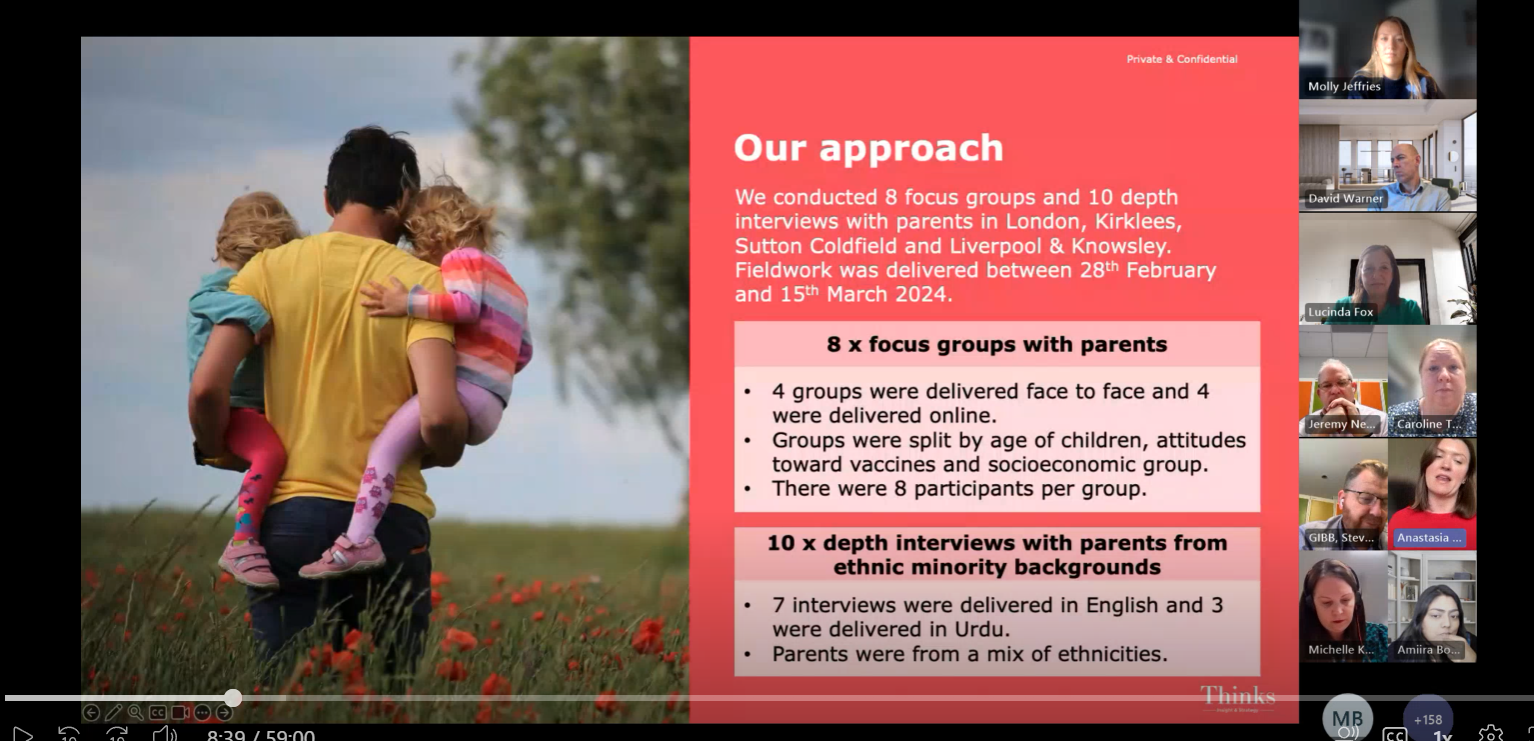 Private & Confidential
Our approach
We conducted 8 focus groups and 10 depth
interviews with parents in London, Kirklees,
Sutton Coldfield and Liverpool & Knowsley.
Fieldwork was delivered between 28th February
and 15th March 2024.
8 x focus groups with parents
• 4 groups were delivered face to face and 4
were delivered online.
• Groups were split by age of children, attitudes
toward vaccines and socioeconomic group.
• There were 8 participants per group.
10 x depth interviews with parents from
ethnic minority backgrounds
• 7 interviews were delivered in English and 3
were delivered in Urdu.
• Parents were from a mix of ethnicities.
Thinks
Insight & Strategy
Molly Jeffries
David Warner
Lucinda Fox
Jeremy Ne...
Caroline T...
GIBB, Stev...
Anastasia ...
Michelle K...
Amiira Bo...
MB
+158
CC
10
10
8:39 / 59:00
CC
1x